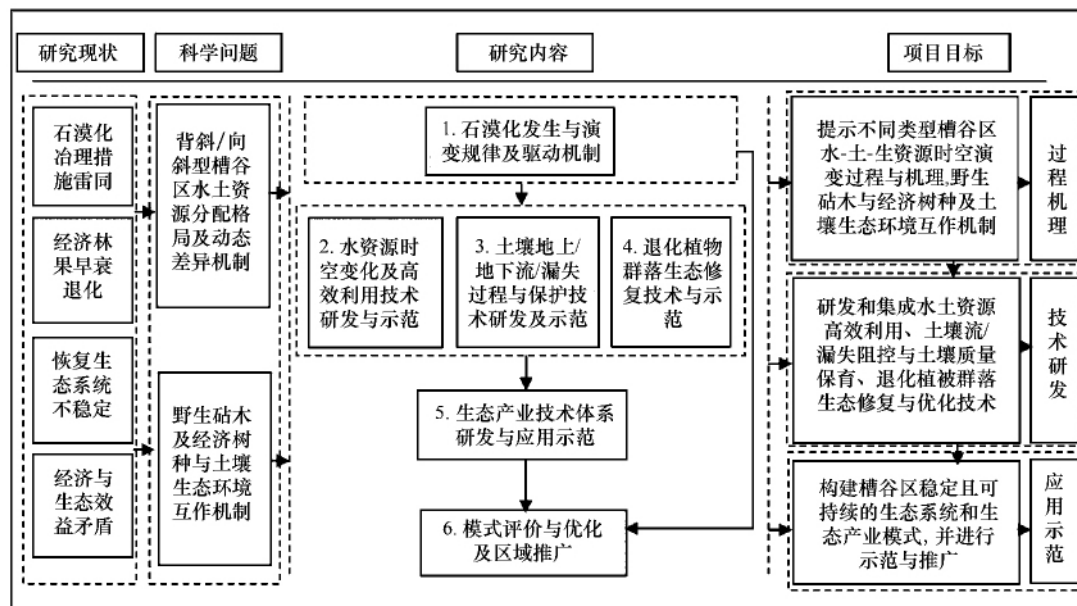 研究现状
科学问题
研究内容
项目目标
石漠化
冶理措
施雷同
经济林
果早衰
退化
恢复生
态系统
不稳定
经济与
生态效
益矛盾
背斜/向
斜型槽谷
区水土资
源分配格
局及动态
差异机制
野生砧木
及经济树
种与土壤
生态环境
互作机制
1. 石漠化发生与演
变规律及驱动机制
2. 水资源时
空变化及高
效利用技术
研发与示范
3. 土壤地上/
地下流/漏失
过程与保护技
术研发及示范
4. 退化植物
群落生态修
复技术与示
范
5. 生态产业技术体系
研发与应用示范
6. 模式评价与优化
及区域推广
提示不同类型槽谷区
水-土-生资源时空演
变过程与机理,野生
砧木与经济树种及土
壤生态环境互作机制
过程机理
研发和集成水土资源
高效利用、土壤流/
漏失阻控与土壤质量
保育、退化植被群落
生态修复与优化技术
技术研发
构建槽谷区稳定且可
持续的生态系统和生
态产业模式,并进行
示范与推广
应用示范